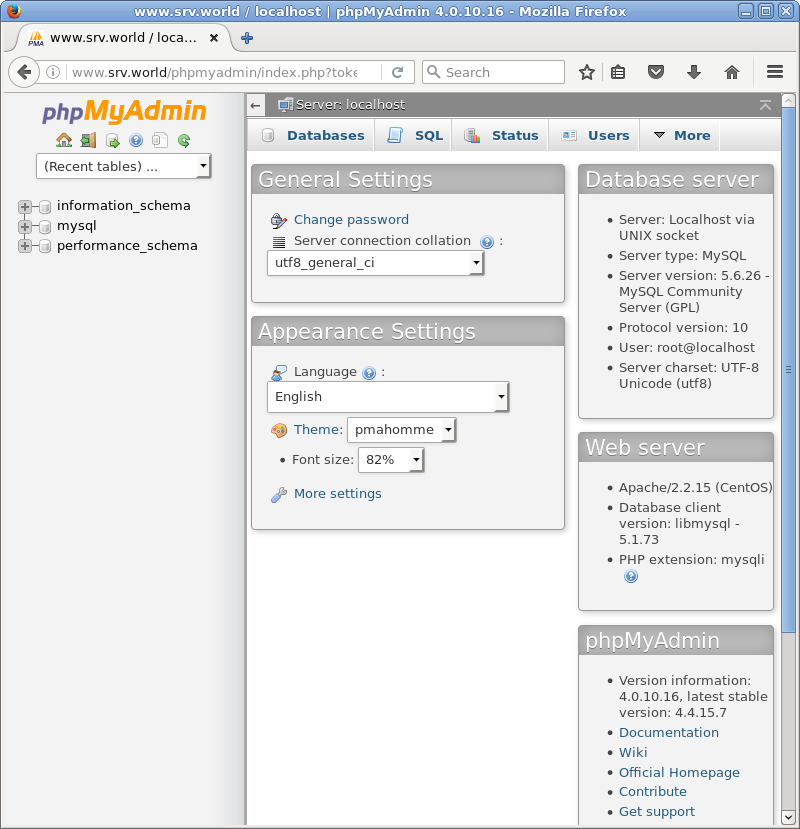 www.srv.world / localhost | phpMyAdmin 4.0.10.16 - Mozilla Firefox
www.srv.world / loca...
www.srv.world/phpmyadmin/index.php?toke
Search
phpMyAdmin
(Recent tables) ...
information_schema
mysql
performance_schema
Server: localhost
Databases
SQL
Status
Users
More
General Settings
Change password
Server connection collation :
utf8_general_ci
Appearance Settings
Language :
English
Theme: pmahomme
• Font size: 82%
More settings
Database server
• Server: Localhost via
UNIX socket
• Server type: MySQL
• Server version: 5.6.26 -
MySQL Community
Server (GPL)
• Protocol version: 10
• User: root@localhost
• Server charset: UTF-8
Unicode (utf8)
Web server
• Apache/2.2.15 (CentOS)
• Database client
version: libmysql -
5.1.73
• PHP extension: mysqli
phpMyAdmin
• Version information:
4.0.10.16, latest stable
version: 4.4.15.7
• Documentation
• Wiki
• Official Homepage
• Contribute
• Get support